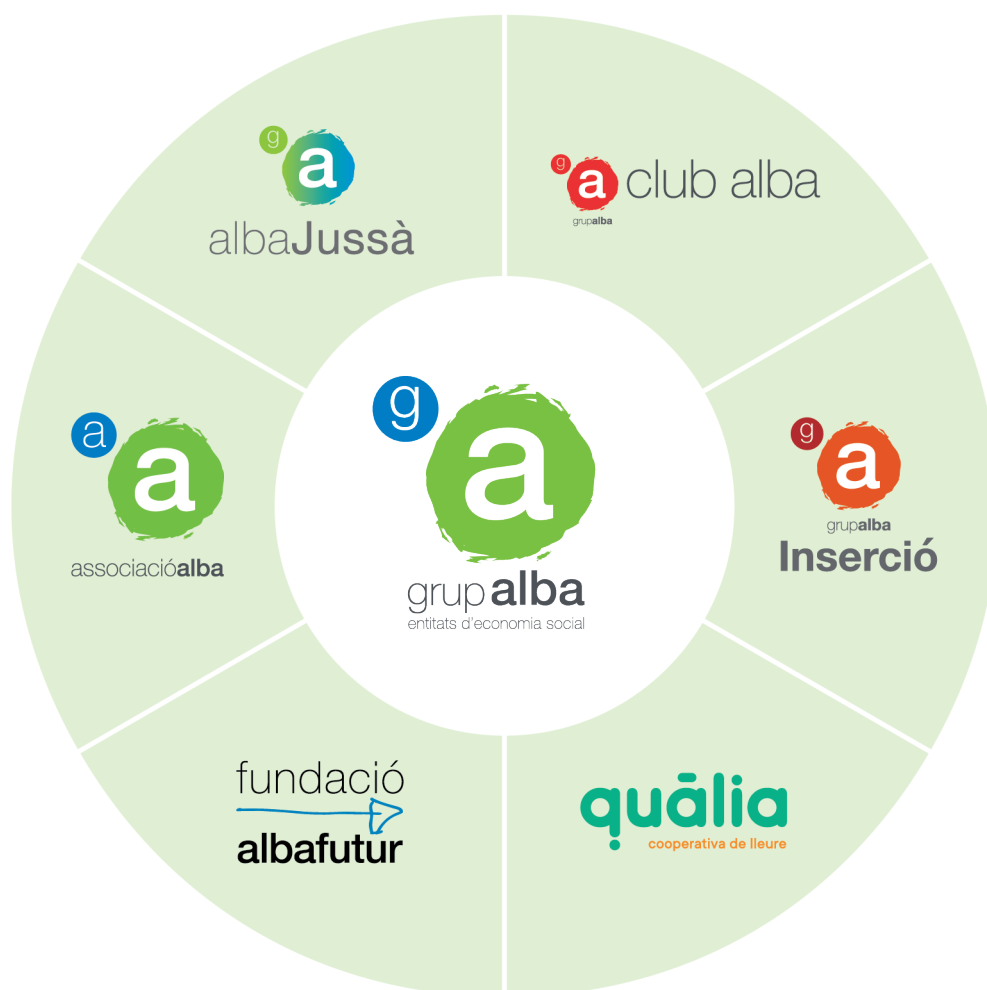 g
a
albaJussà
g
a
club alba
grupalba
a
a
associacióalba
g
a
grup alba
entitats d'economia social
g
a
grupalba
Inserció
fundació
albafutur
quālia
cooperativa de lleure